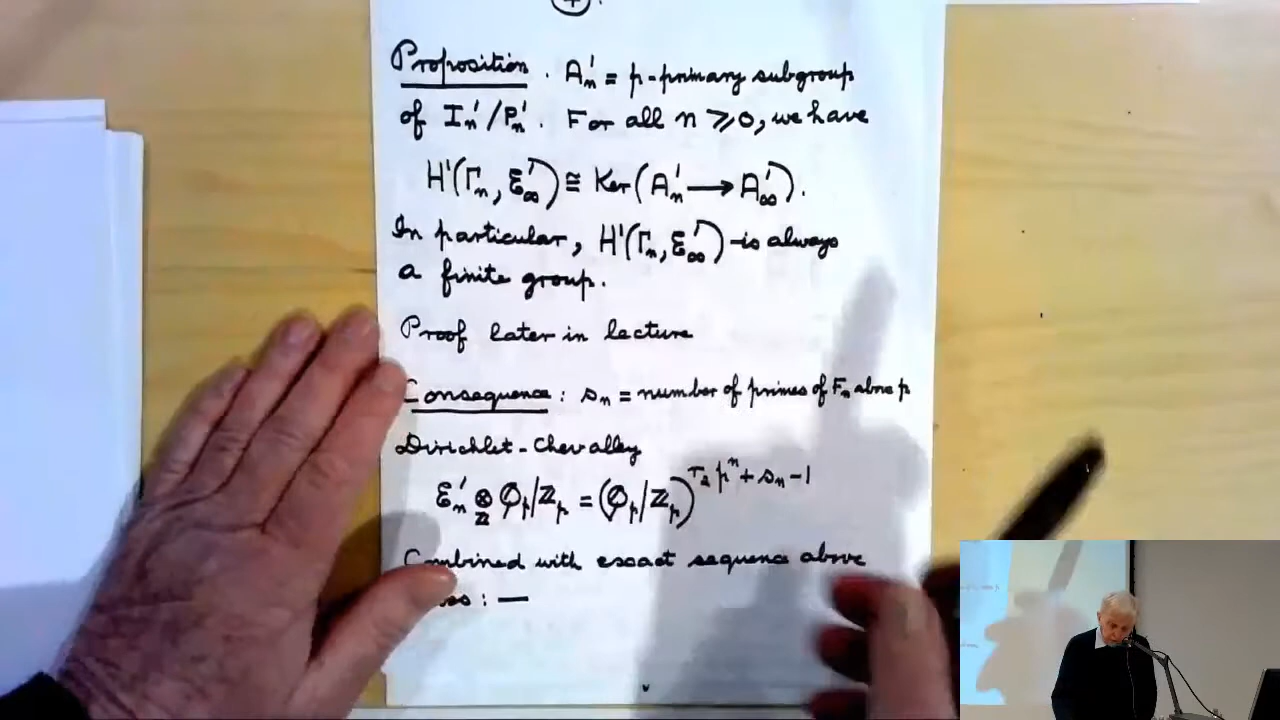 4.
Proposition. A'ₙ = p-primary subgroup
of I'ₙ/P'ₙ. For all n ⩾ 0, we have
H¹(Γₙ, ℰ'∞) ≅ Ker(A'ₙ ⟶ A'∞).
In particular, H¹(Γₙ, ℰ'∞) is always
a finite group.
Proof later in lecture
Consequence : sₙ = number of primes of Fₙ above p
Dirichlet - Chevalley
ℰ'ₙ ⊗_ℤ ℚₚ/ℤₚ = (ℚₚ/ℤₚ)^{r₂pⁿ + sₙ - 1}
Combined with exact sequence above
: —